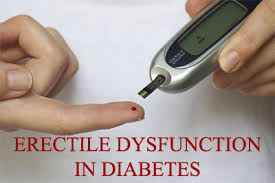 ERECTILE DYSFUNCTION
IN DIABETES